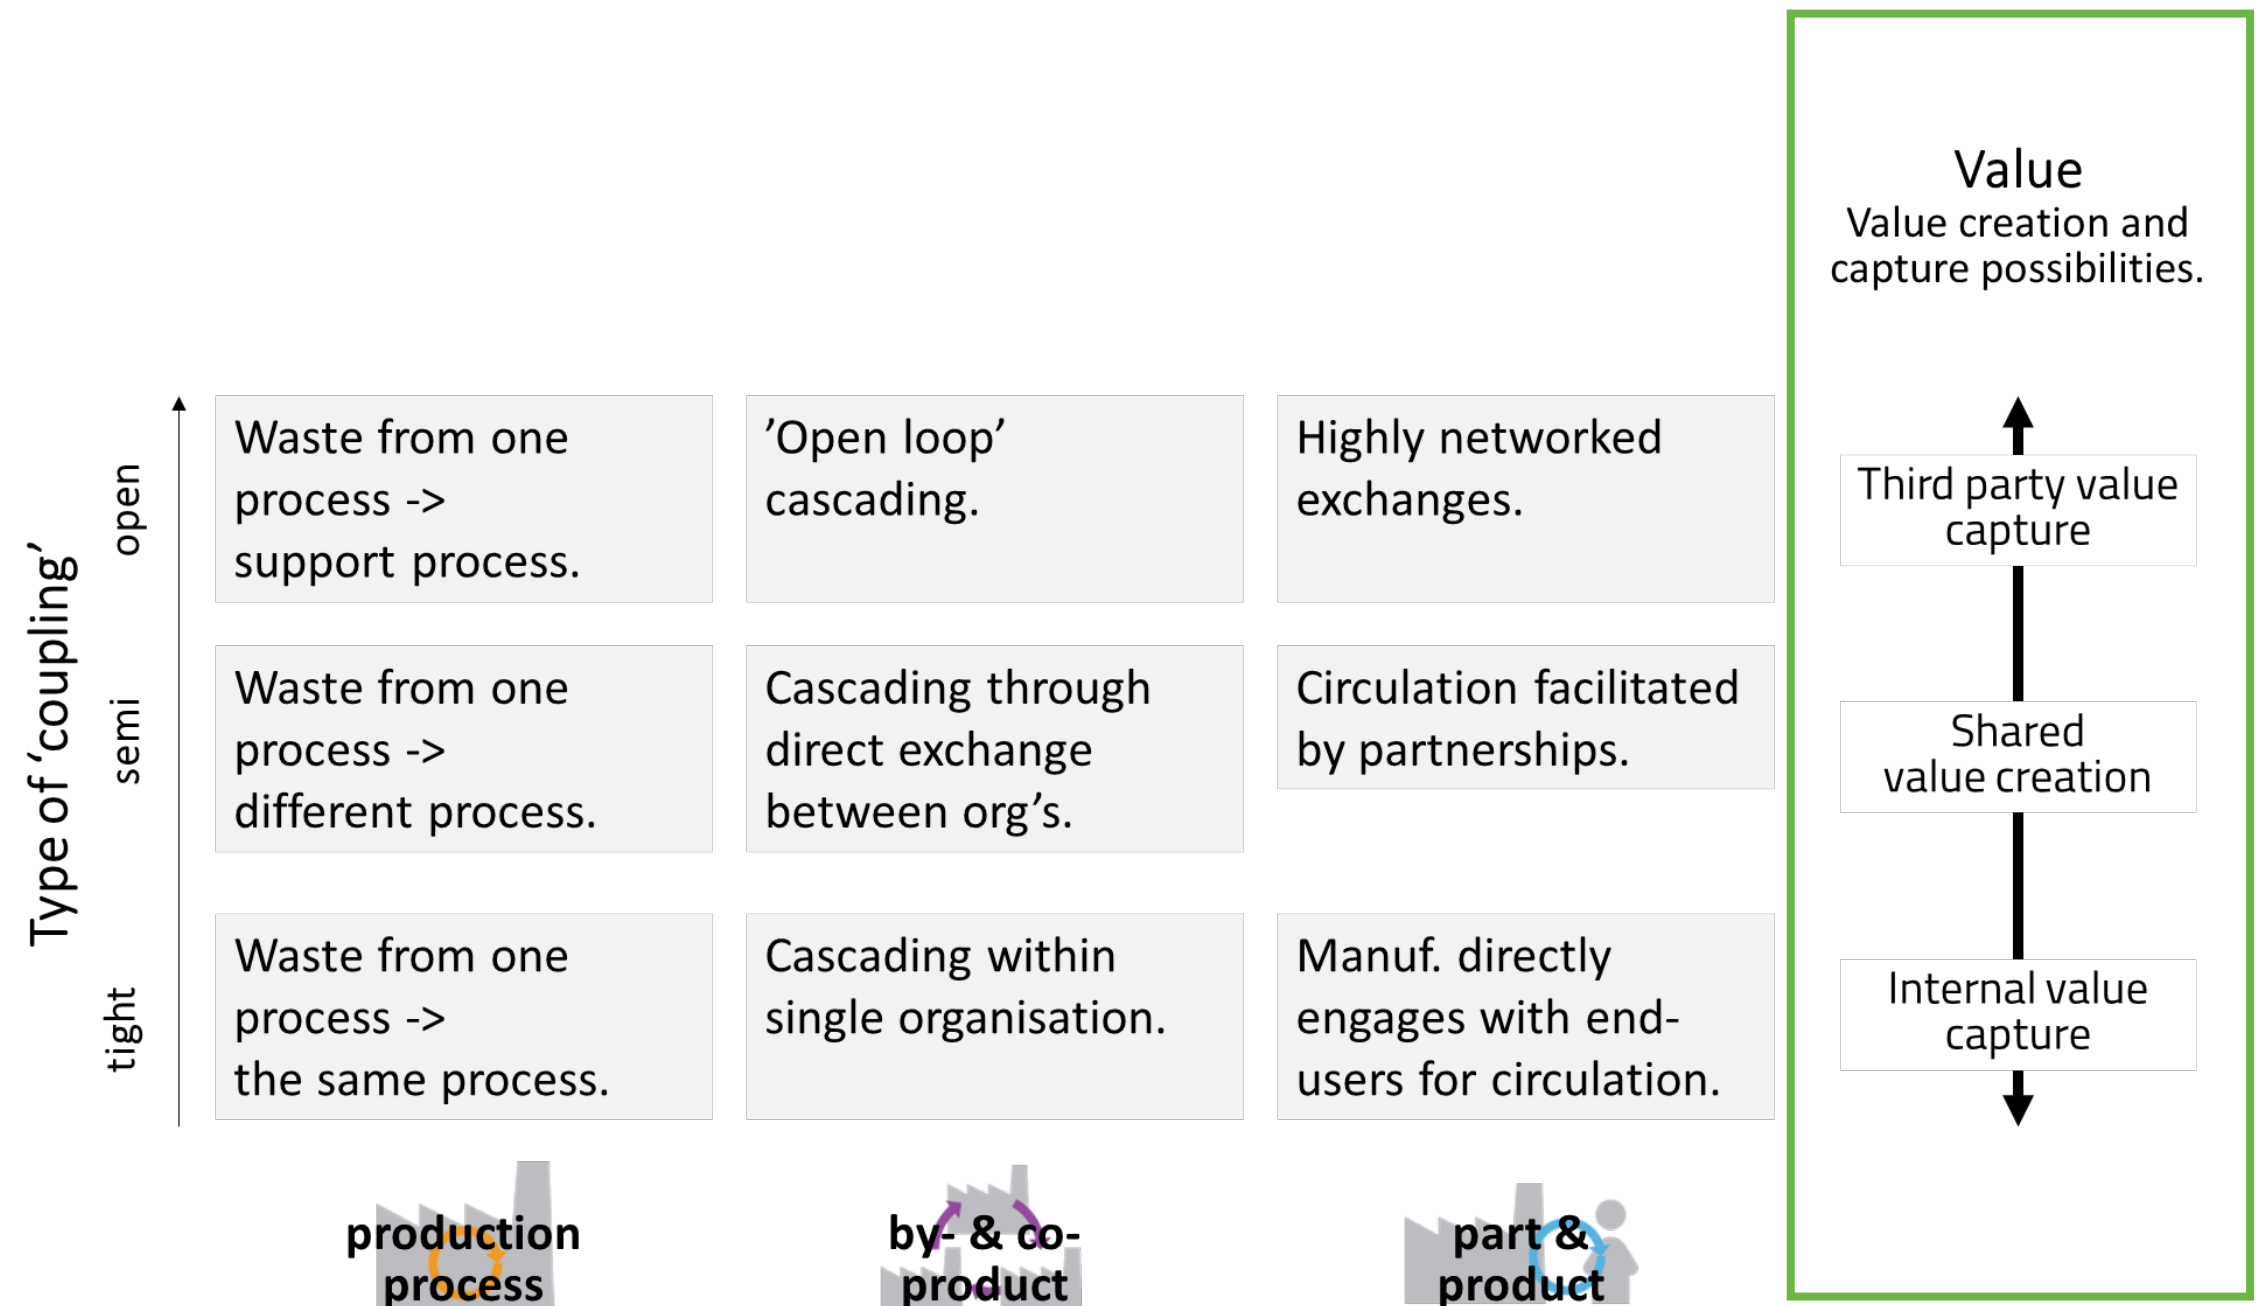 Value
Value creation and
capture possibilities.
Type of ‘coupling’
open
Waste from one
process ->
support process.
’Open loop’
cascading.
Highly networked
exchanges.
Third party value
capture
semi
Waste from one
process ->
different process.
Cascading through
direct exchange
between org’s.
Circulation facilitated
by partnerships.
Shared
value creation
tight
Waste from one
process ->
the same process.
Cascading within
single organisation.
Manuf. directly
engages with end-
users for circulation.
Internal value
capture
production
process
by- & co-
product
part &
product